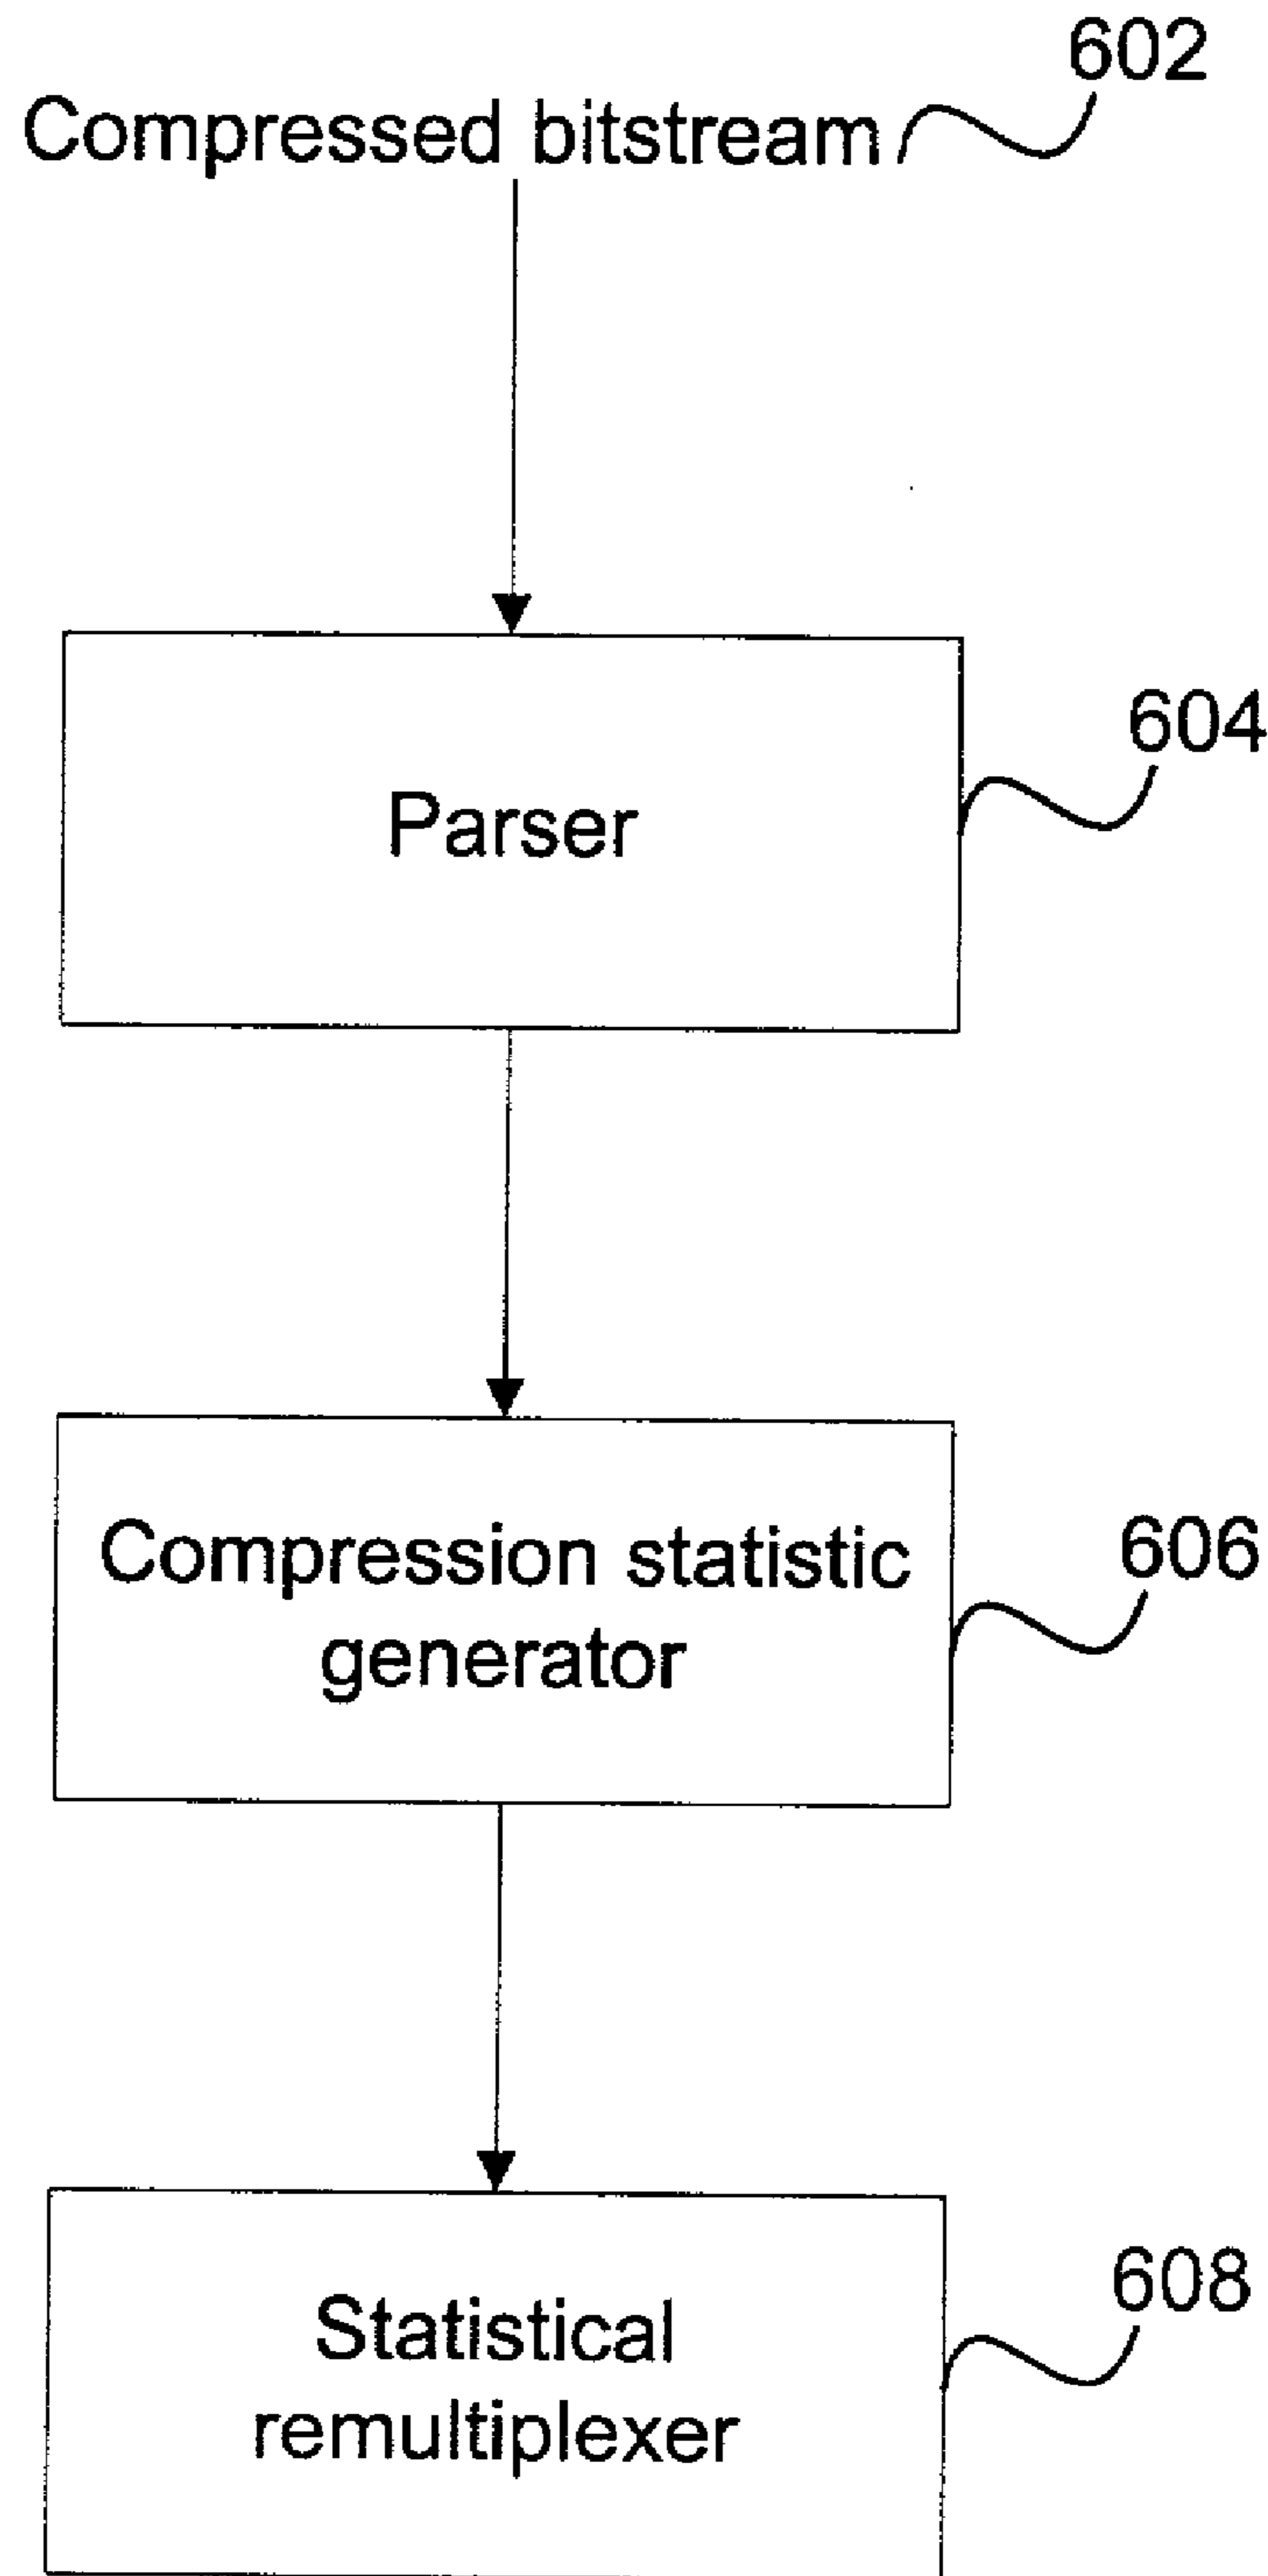 602
Compressed bitstream
604
Parser
606
Compression statistic
generator
608
Statistical
remultiplexer